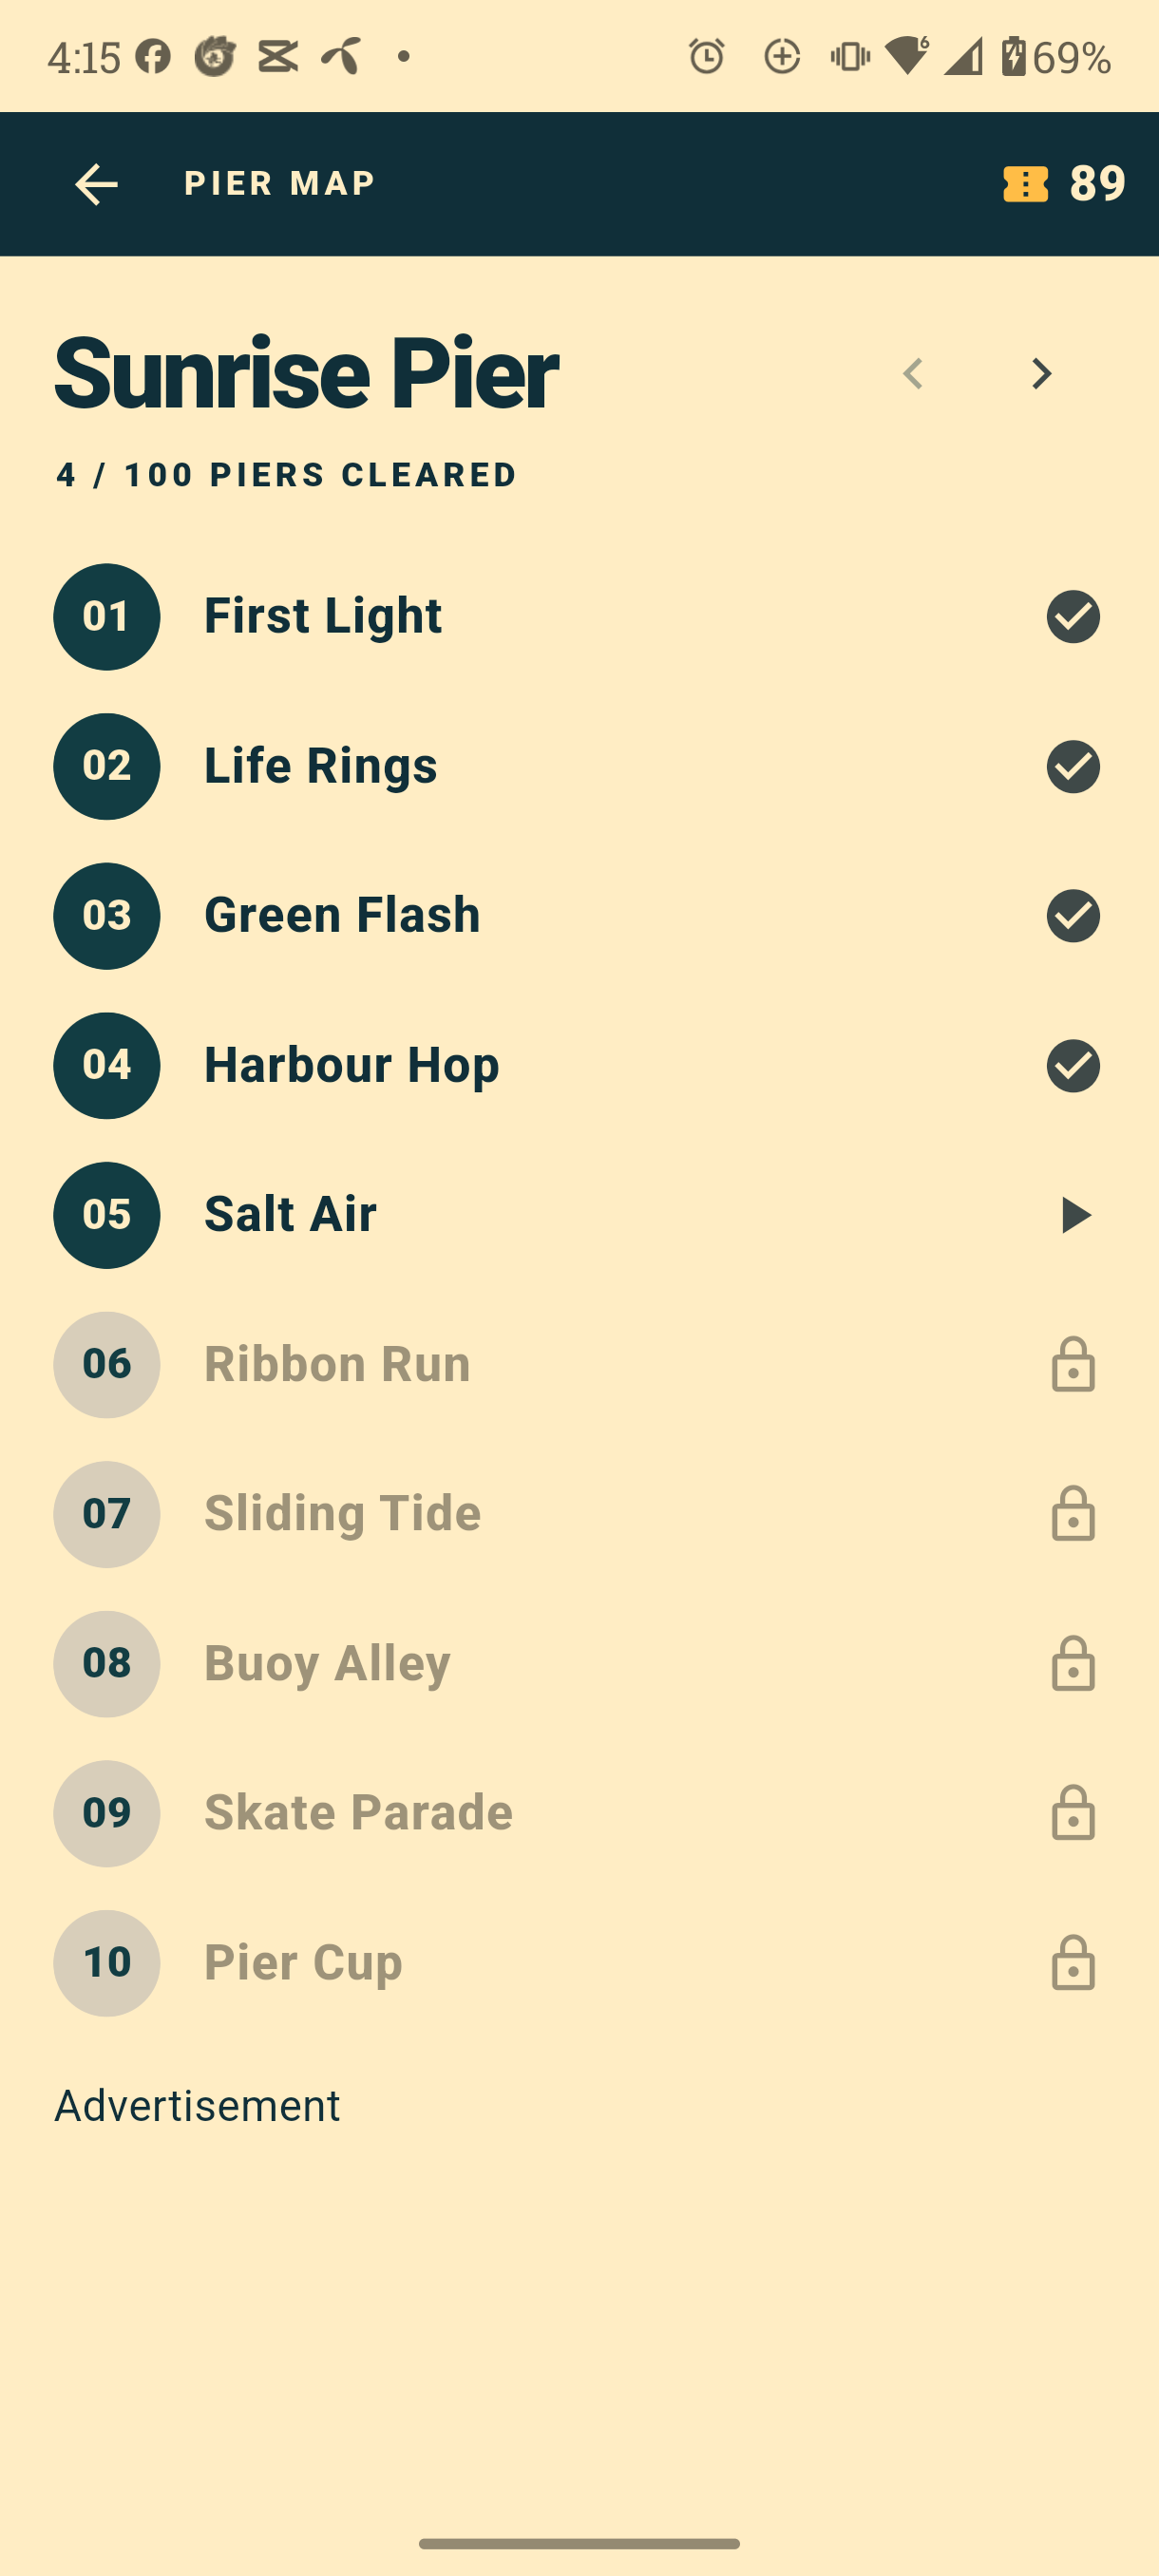 4:15
6
69%
PIER MAP
89
Sunrise Pier
4 / 100 PIERS CLEARED
01 First Light
02 Life Rings
03 Green Flash
04 Harbour Hop
05 Salt Air
06 Ribbon Run
07 Sliding Tide
08 Buoy Alley
09 Skate Parade
10 Pier Cup
Advertisement